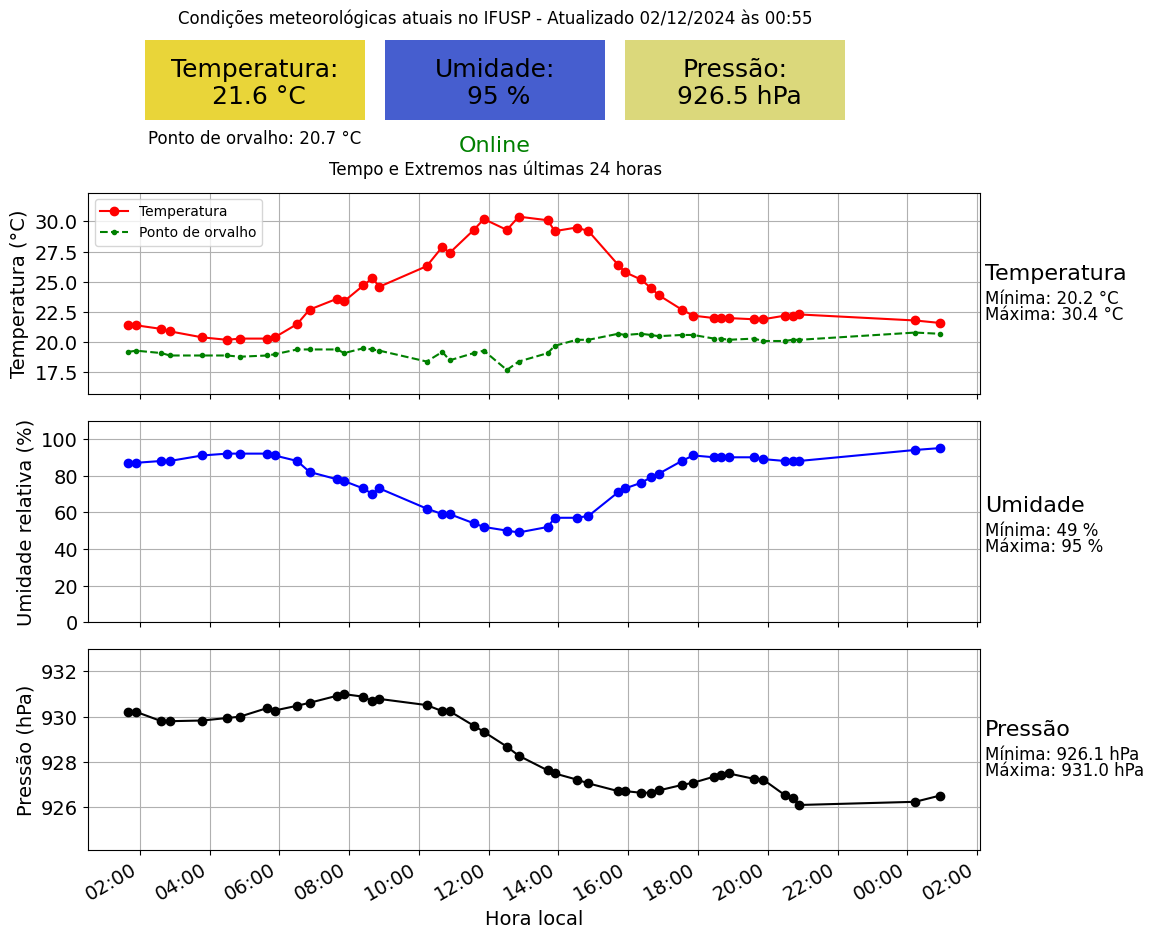 Condições meteorológicas atuais no IFUSP - Atualizado 02/12/2024 às 00:55
Temperatura:
21.6 °C
Umidade:
95 %
Pressão:
926.5 hPa
Ponto de orvalho: 20.7 °C
Online
Tempo e Extremos nas últimas 24 horas
Temperatura (°C)
30.0
27.5
25.0
22.5
20.0
17.5
Temperatura
Ponto de orvalho
Temperatura
Mínima: 20.2 °C
Máxima: 30.4 °C
Umidade relativa (%)
100
80
60
40
20
0
Umidade
Mínima: 49 %
Máxima: 95 %
Pressão (hPa)
932
930
928
926
Pressão
Mínima: 926.1 hPa
Máxima: 931.0 hPa
02:00 04:00 06:00 08:00 10:00 12:00 14:00 16:00 18:00 20:00 22:00 00:00 02:00
Hora local